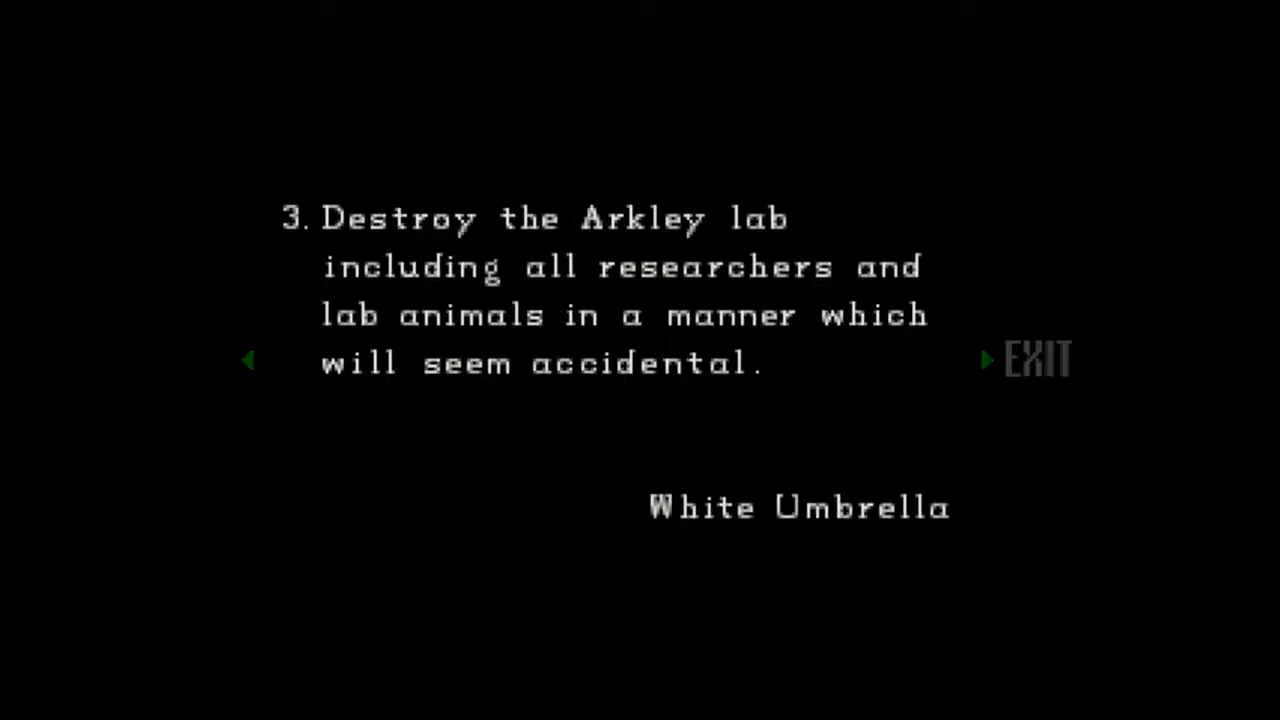 3. Destroy the Arkley lab
including all researchers and
lab animals in a manner which
will seem accidental.
EXIT
White Umbrella